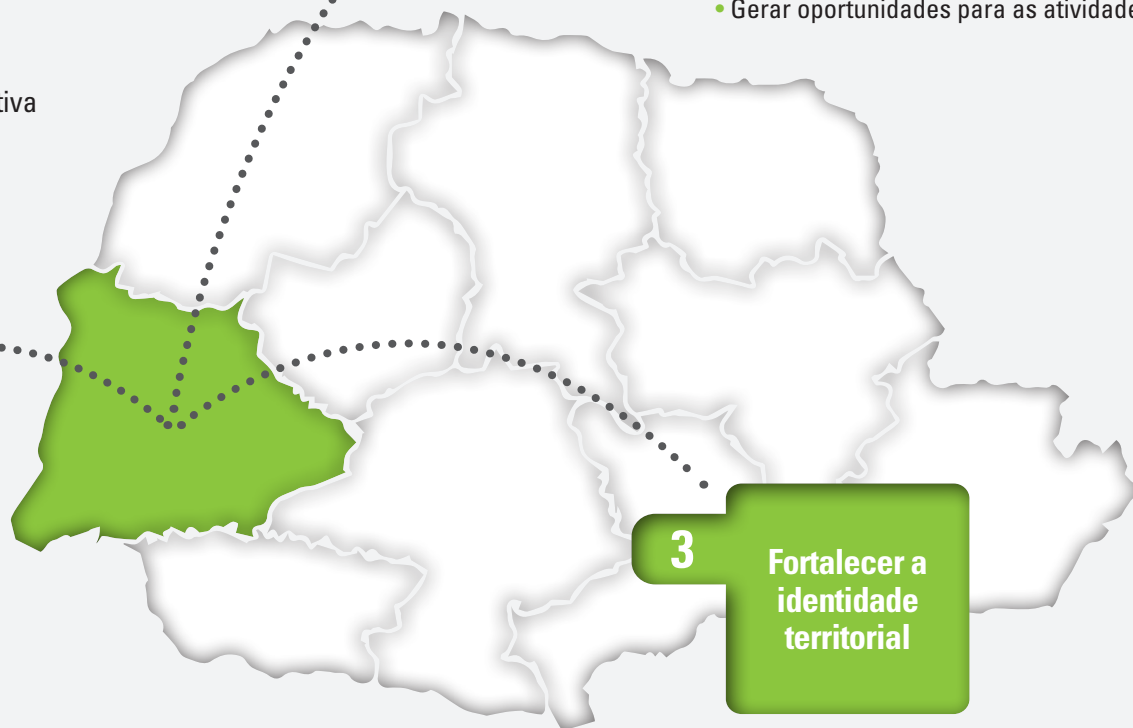 • Gerar oportunidades para as atividade
tiva
3
Fortalecer a
identidade
territorial